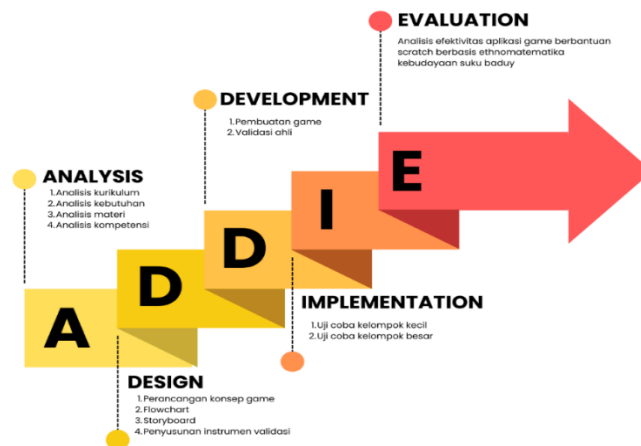 EVALUATION
Analisis efektivitas aplikasi game berbantuan
scratch berbasis ethnomatematika
kebudayaan suku baduy
DEVELOPMENT
1.Pembuatan game
2.Validasi ahli
ANALYSIS
1.Analisis kurikulum
2.Analisis kebutuhan
3.Analisis materi
4.Analisis kompetensi
A
D
D
I
E
IMPLEMENTATION
1.Uji coba kelompok kecil
2.Uji coba kelompok besar
DESIGN
1.Perancangan konsep game
2.Flowchart
3.Storyboard
4.Penyusunan instrumen validasi